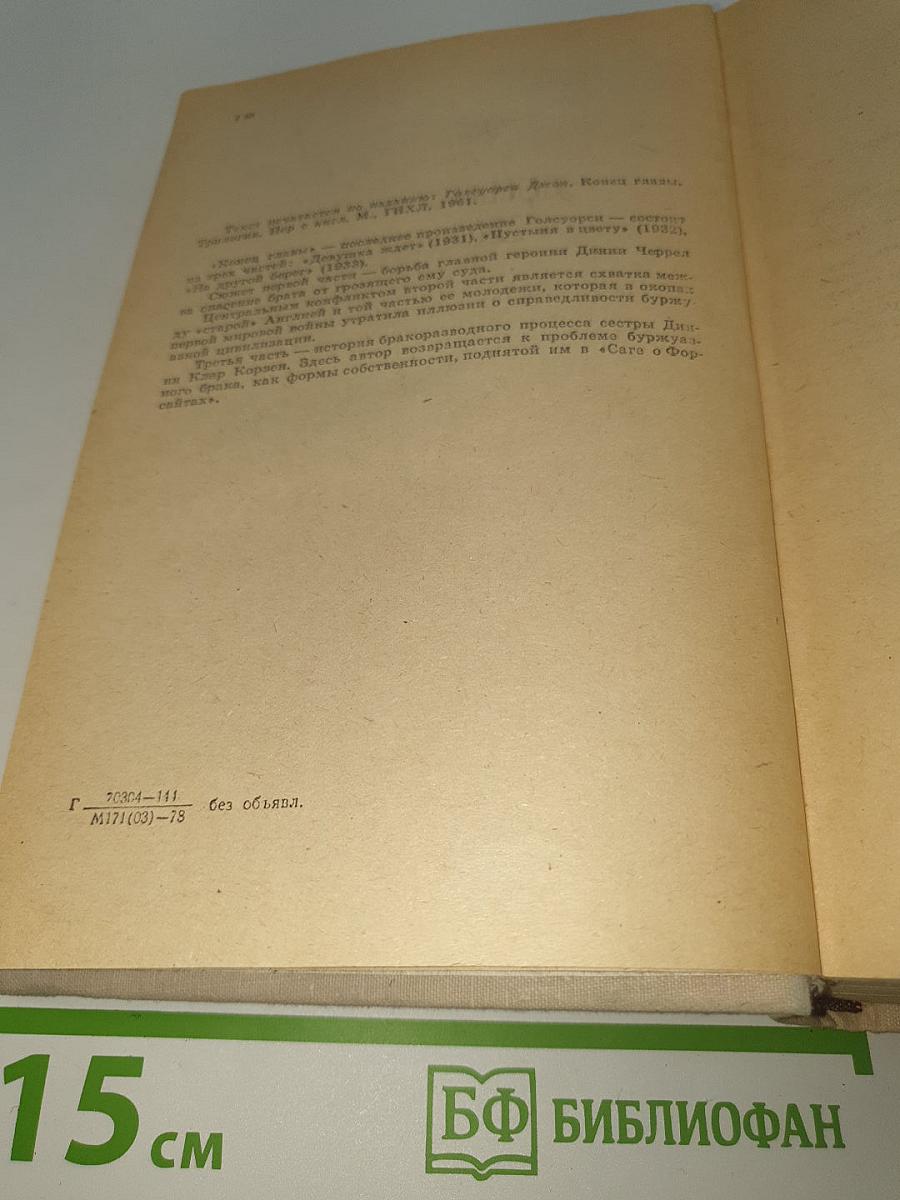 Текст печатается по изданию: Голсуорси Джон. Конец главы.
Трилогия. Пер с англ. М., ГИХЛ, 1961.
«Конец главы» — последнее произведение Голсуорси — состоит
из трех частей: «Девушка ждет» (1931), «Пустыня в цвету» (1932),
«На другой берег» (1933).
Сюжет первой части — борьба главной героини Динни Черрел
за спасение брата от грозящего ему суда.
Центральным конфликтом второй части является схватка меж-
ду «старой» Англией и той частью ее молодежи, которая в окопах
первой мировой войны утратила иллюзии о справедливости буржу-
азной цивилизации.
Третья часть — история бракоразводного процесса сестры Дин-
ни Клер Корвен. Здесь автор возвращается к проблеме буржуаз-
ного брака, как формы собственности, поднятой им в «Саге о Фор-
сайтах».
Г 70304—141
М171(03)—78 без объявл.
15 см
БФ БИБЛИОФАН